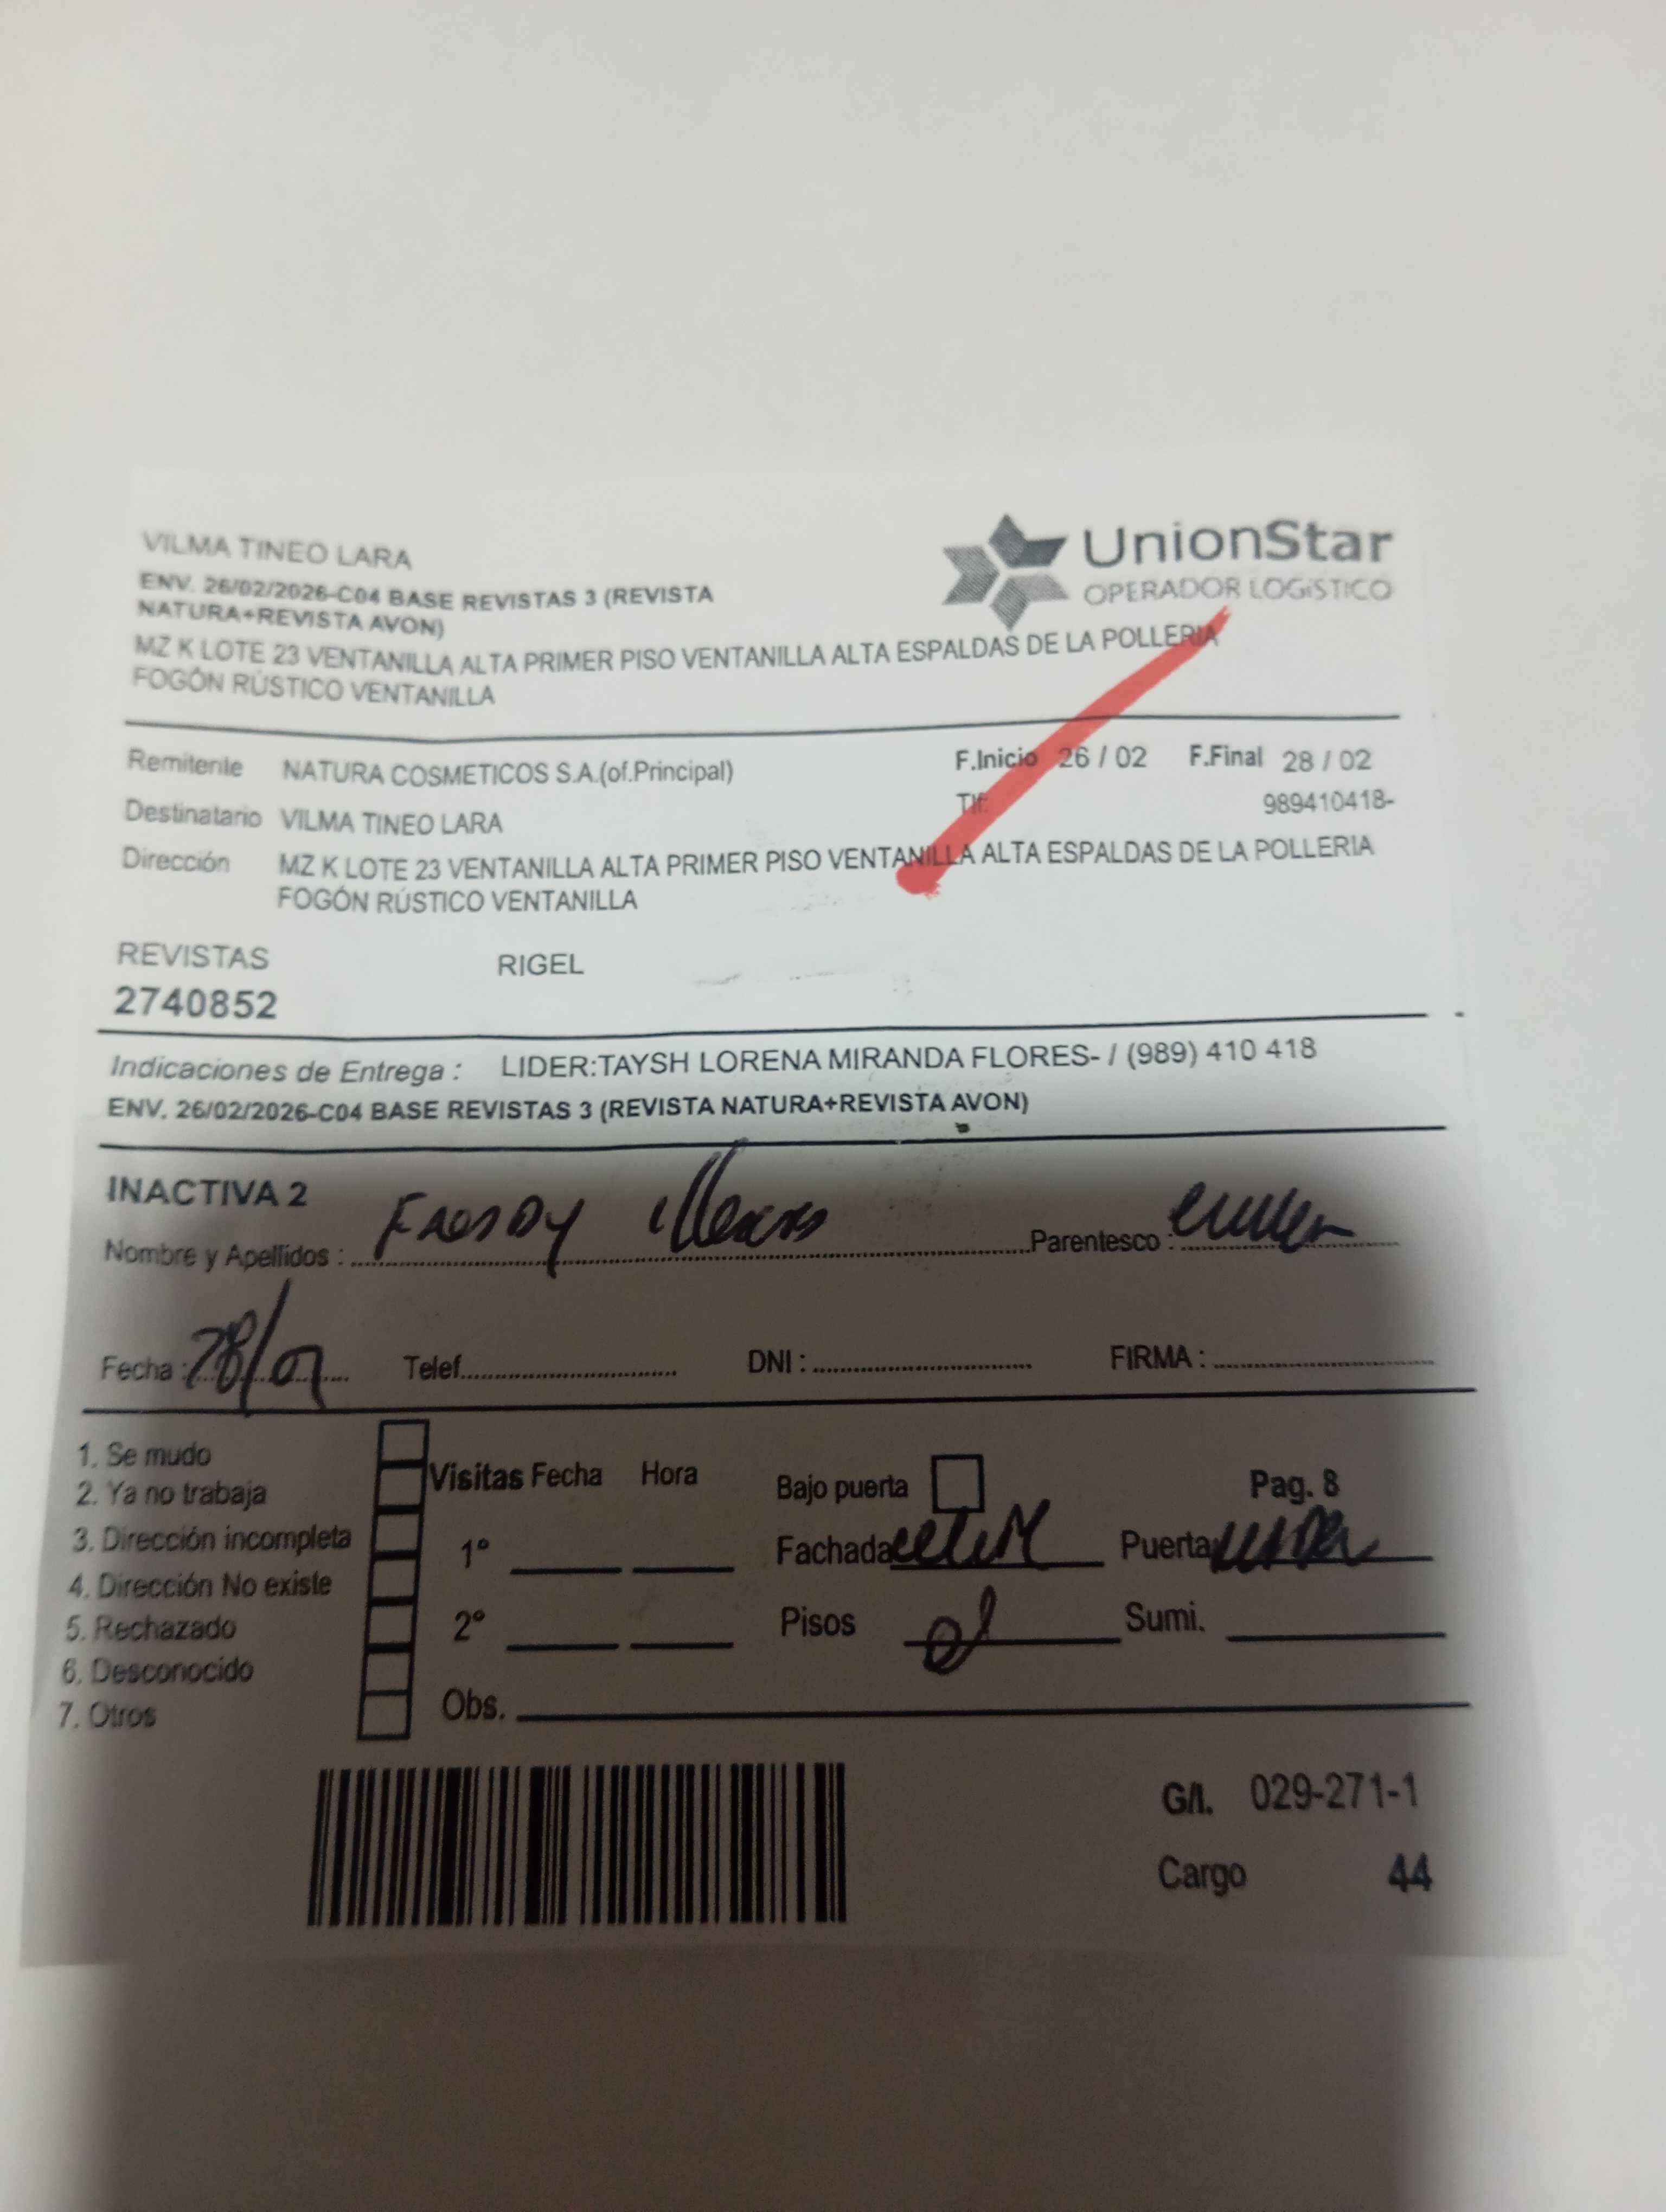 VILMA TINEO LARA
UnionStar
OPERADOR LOGÍSTICO
ENV. 26/02/2026-C04 BASE REVISTAS 3 (REVISTA
NATURA+REVISTA AVON)
MZ K LOTE 23 VENTANILLA ALTA PRIMER PISO VENTANILLA ALTA ESPALDAS DE LA POLLERIA
FOGÓN RÚSTICO VENTANILLA
Remitente NATURA COSMETICOS S.A.(of.Principal) F.Inicio 26 / 02 F.Final 28 / 02
Destinatario VILMA TINEO LARA Tlf: 989410418-
Dirección MZ K LOTE 23 VENTANILLA ALTA PRIMER PISO VENTANILLA ALTA ESPALDAS DE LA POLLERIA
FOGÓN RÚSTICO VENTANILLA
REVISTAS RIGEL
2740852
Indicaciones de Entrega : LIDER:TAYSH LORENA MIRANDA FLORES- / (989) 410 418
ENV. 26/02/2026-C04 BASE REVISTAS 3 (REVISTA NATURA+REVISTA AVON)
INACTIVA 2
Nombre y Apellidos : Parentesco :
Fecha : 28/02 Telef. DNI : FIRMA :
1. Se mudo
2. Ya no trabaja
3. Dirección incompleta
4. Dirección No existe
5. Rechazado
6. Desconocido
7. Otros
Visitas Fecha Hora Bajo puerta Pag. 8
1° Fachada Puerta
2° Pisos Sumi.
Obs.
G/I. 029-271-1
Cargo 44